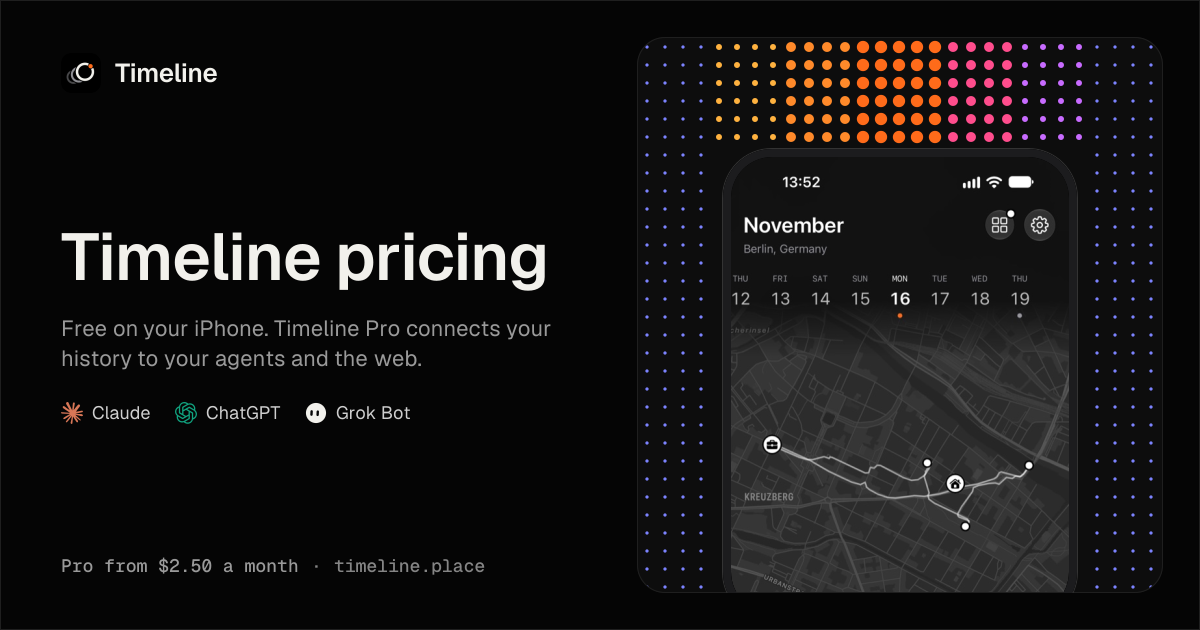 Timeline
Timeline pricing
Free on your iPhone. Timeline Pro connects your
history to your agents and the web.
Claude ChatGPT Grok Bot
Pro from $2.50 a month · timeline.place
13:52
November
Berlin, Germany
THU FRI SAT SUN MON TUE WED THU
12 13 14 15 16 17 18 19
KREUZBERG